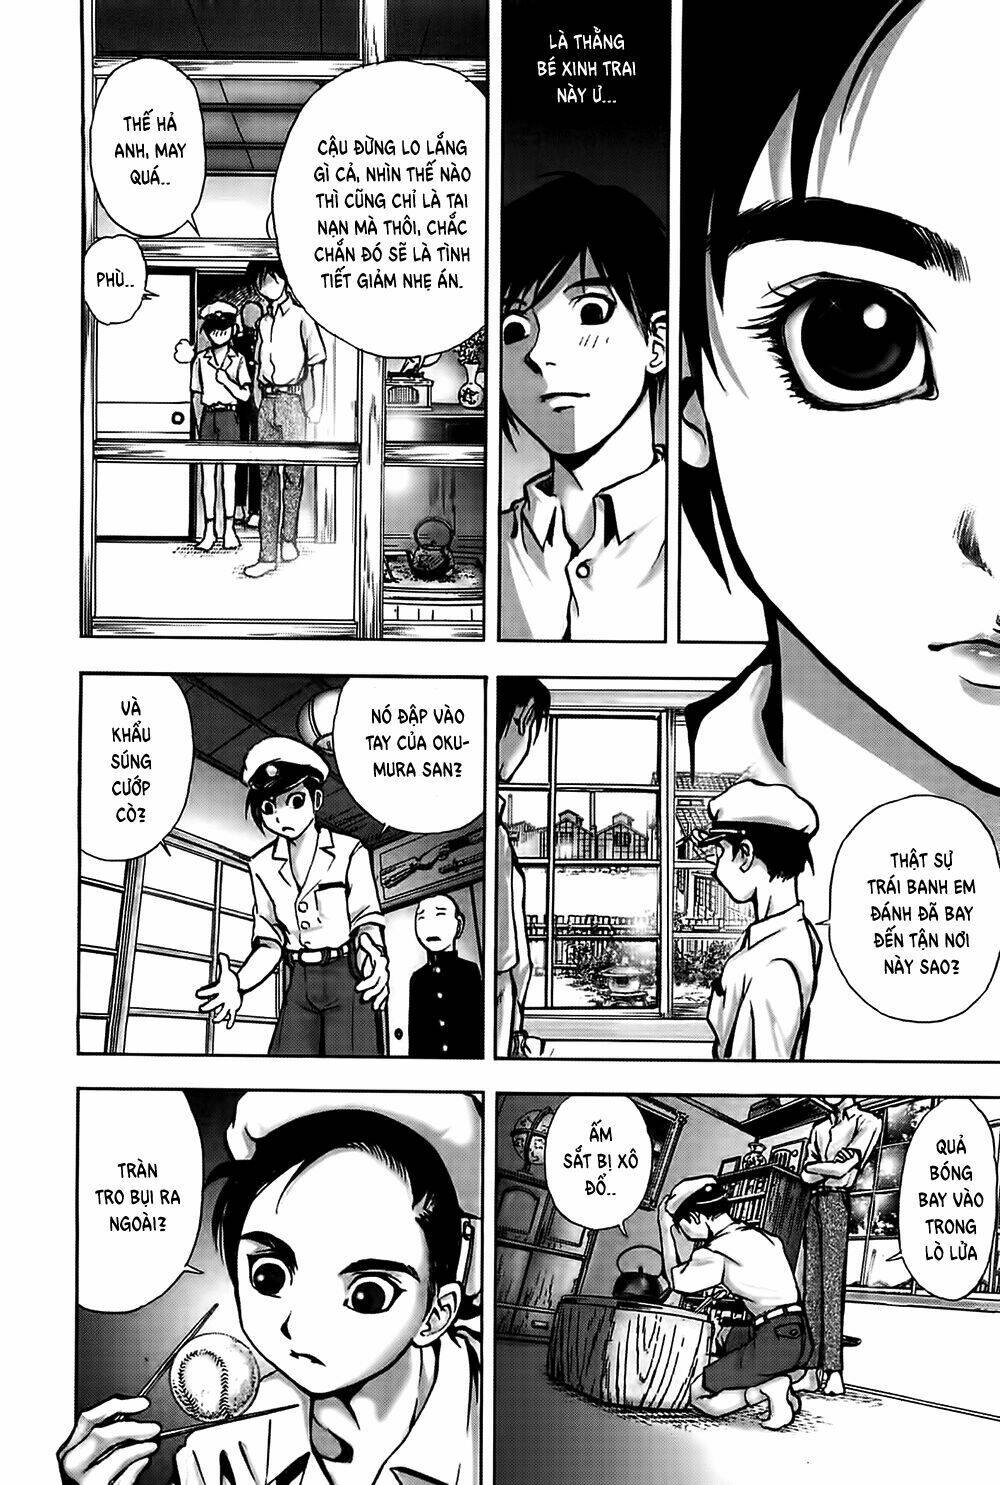 LÀ THẰNG
BÉ XINH TRAI
NÀY Ư...
CẬU ĐỪNG LO LẮNG
GÌ CẢ, NHÌN THẾ NÀO
THÌ CŨNG CHỈ LÀ TAI
NẠN MÀ THÔI, CHẮC
CHẮN ĐÓ SẼ LÀ TÌNH
TIẾT GIẢM NHẸ ÁN.
THẾ HẢ
ANH, MAY
QUÁ..
PHÙ..
THẬT SỰ
TRÁI BANH EM
ĐÁNH ĐÃ BAY
ĐẾN TẬN NƠI
NÀY SAO?
NÓ ĐẬP VÀO
TAY CỦA OKU-
MURA SAN?
VÀ
KHẨU
SÚNG
CƯỚP
CÒ?
QUẢ
BÓNG
BAY VÀO
TRONG
LÒ LỬA
ẤM
SẮT BỊ XÔ
ĐỔ..
TRÀN
TRO BỤI RA
NGOÀI?